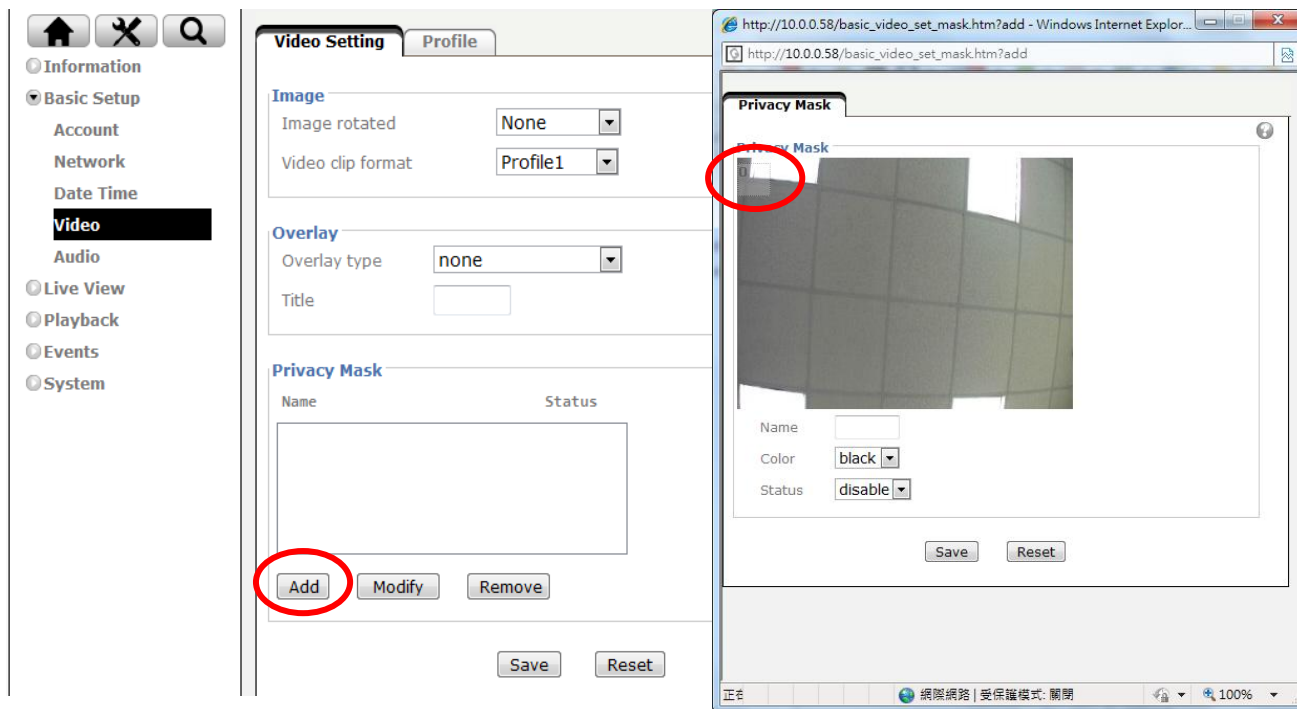 Information
Basic Setup
Account
Network
Date Time
Video
Audio
Live View
Playback
Events
System
Video Setting Profile
Image
Image rotated None
Video clip format Profile1
Overlay
Overlay type none
Title
Privacy Mask
Name Status
Add Modify Remove
Save Reset
http://10.0.0.58/basic_video_set_mask.htm?add - Windows Internet Explor...
http://10.0.0.58/basic_video_set_mask.htm?add
Privacy Mask
Privacy Mask
0
Name
Color black
Status disable
Save Reset
正在 網際網路 | 受保護模式: 關閉 100%